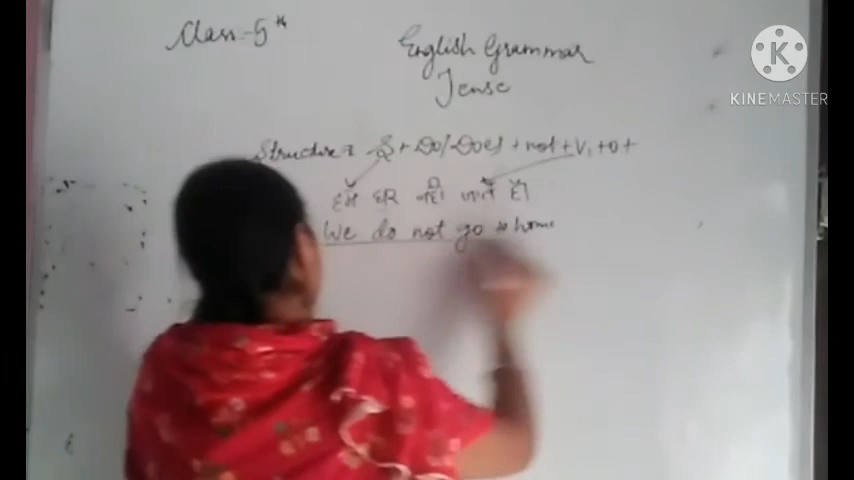 Class-5th
English Grammar
Tense
Structure:- S + Do/Does + not + V1 + O +
हम घर नहीं जाते हैं।
We do not go to home
KINEMASTER